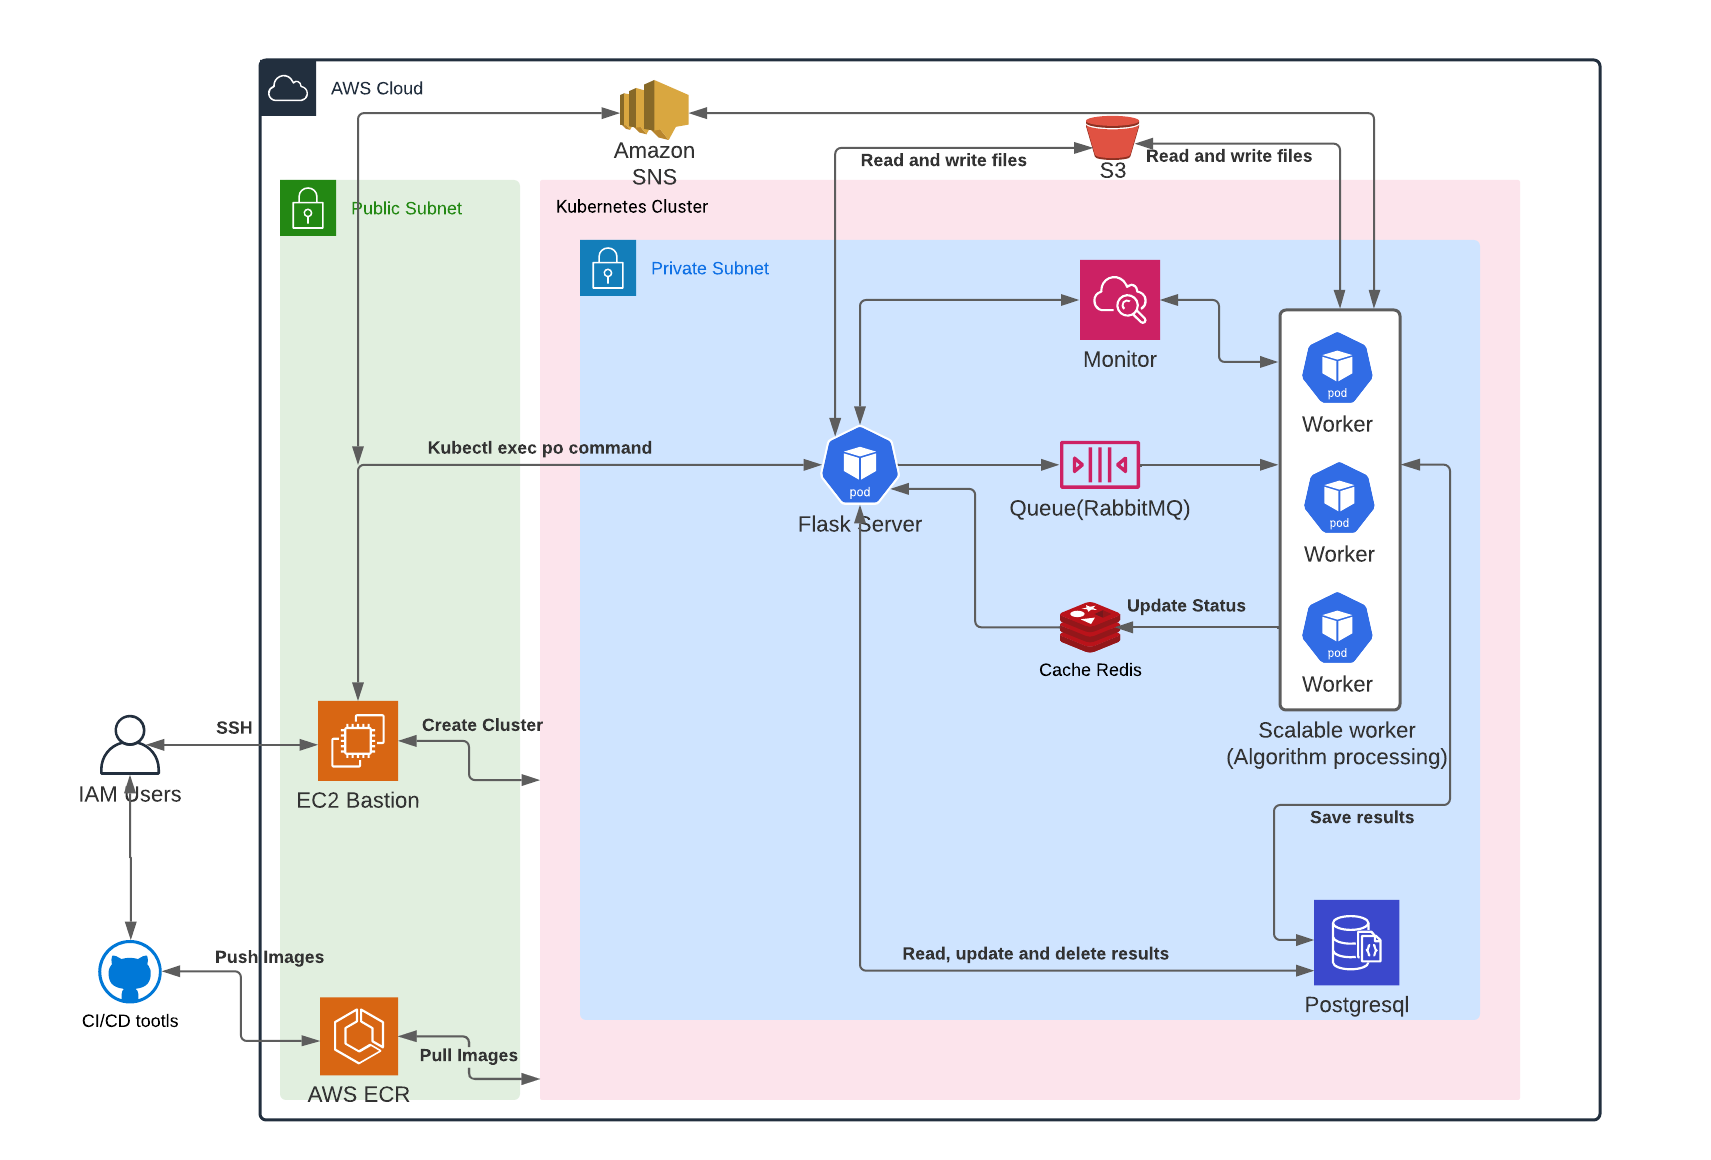 AWS Cloud
Amazon
SNS
Read and write files
S3
Read and write files
Public Subnet
Kubernetes Cluster
Private Subnet
Monitor
pod
Worker
Kubectl exec po command
pod
Flask Server
Queue(RabbitMQ)
pod
Worker
Update Status
Cache Redis
pod
Worker
Scalable worker
(Algorithm processing)
SSH
Create Cluster
IAM Users
EC2 Bastion
Save results
Push Images
Read, update and delete results
Postgresql
CI/CD tootls
Pull Images
AWS ECR